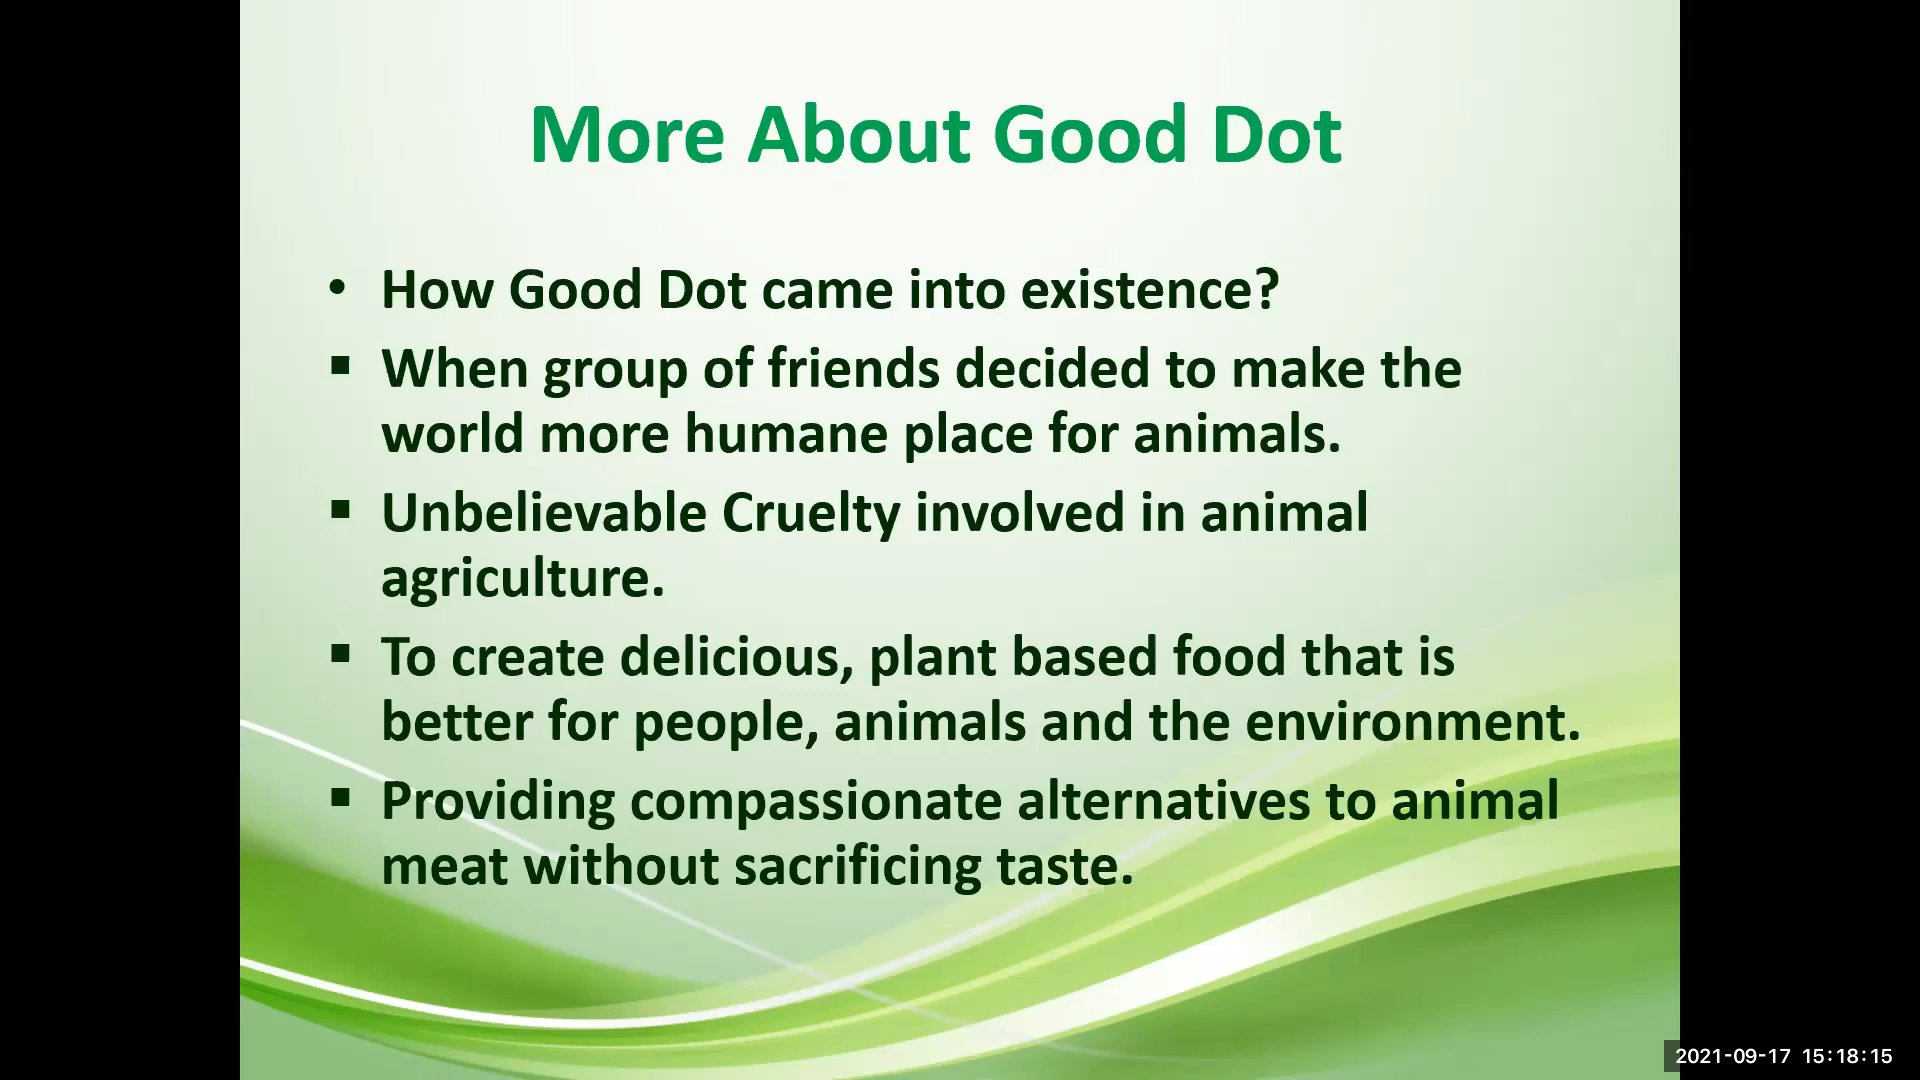 More About Good Dot
• How Good Dot came into existence?
▪ When group of friends decided to make the
world more humane place for animals.
▪ Unbelievable Cruelty involved in animal
agriculture.
▪ To create delicious, plant based food that is
better for people, animals and the environment.
▪ Providing compassionate alternatives to animal
meat without sacrificing taste.
2021-09-17 15:18:15